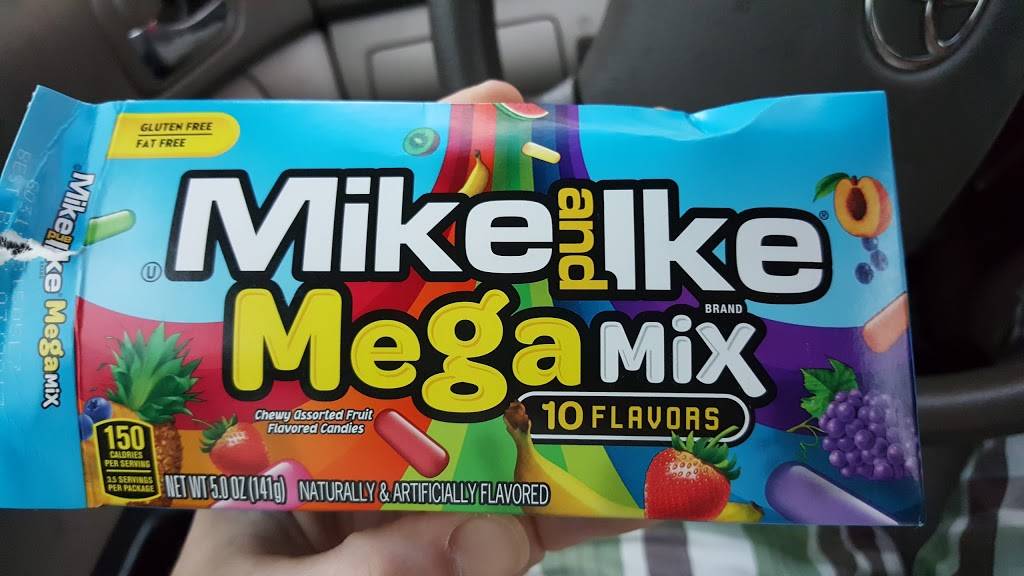 GLUTEN FREE
FAT FREE
Mike and Ike®
U
BRAND
Mega MiX
10 FLAVORS
Chewy Assorted Fruit
Flavored Candies
150
CALORIES
PER SERVING
3.5 SERVINGS
PER PACKAGE
NET WT 5.0 OZ (141g) NATURALLY & ARTIFICIALLY FLAVORED
Mike and Ike Mega MiX